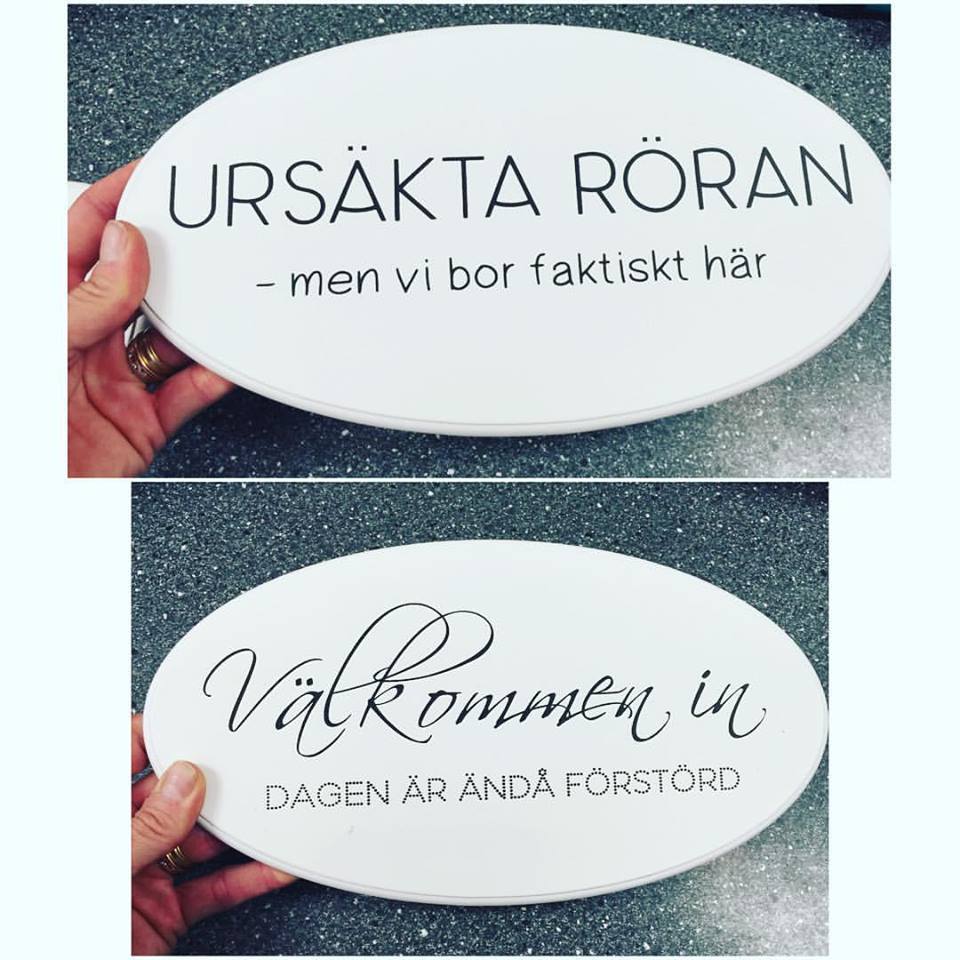 URSÄKTA RÖRAN
- men vi bor faktiskt här
Välkommen in
DAGEN ÄR ÄNDÅ FÖRSTÖRD